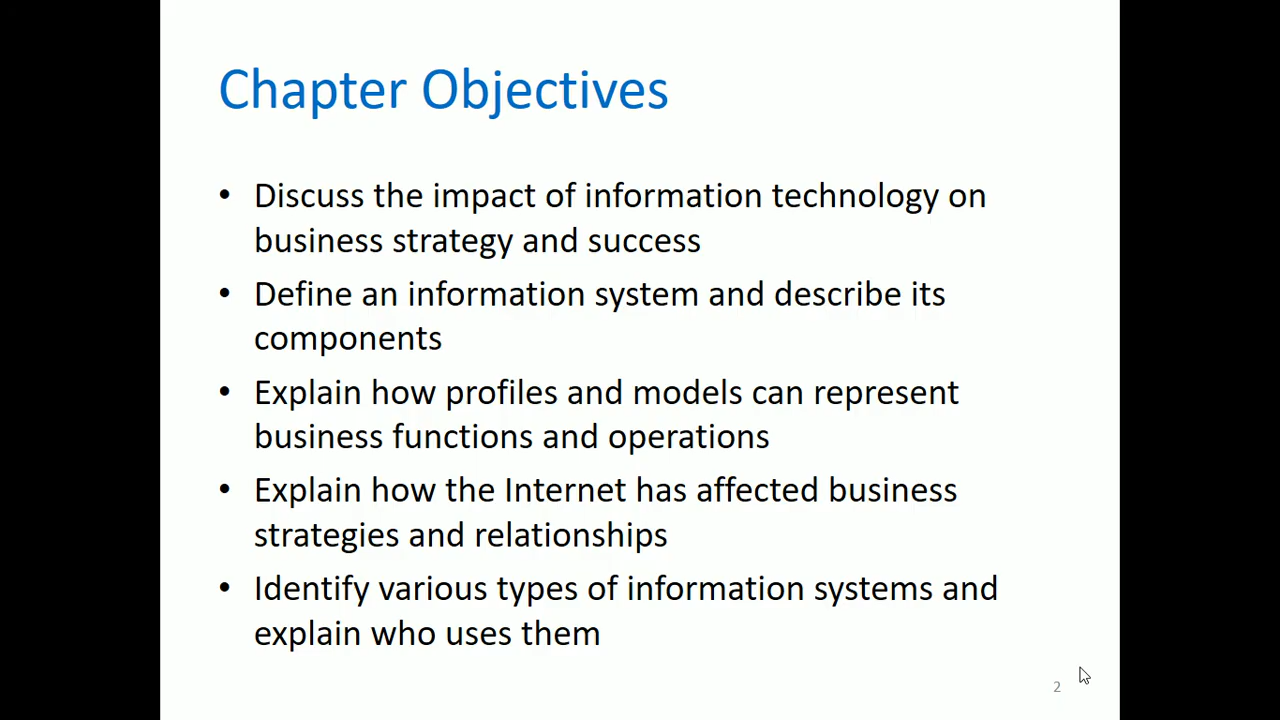 Chapter Objectives
• Discuss the impact of information technology on
business strategy and success
• Define an information system and describe its
components
• Explain how profiles and models can represent
business functions and operations
• Explain how the Internet has affected business
strategies and relationships
• Identify various types of information systems and
explain who uses them
2